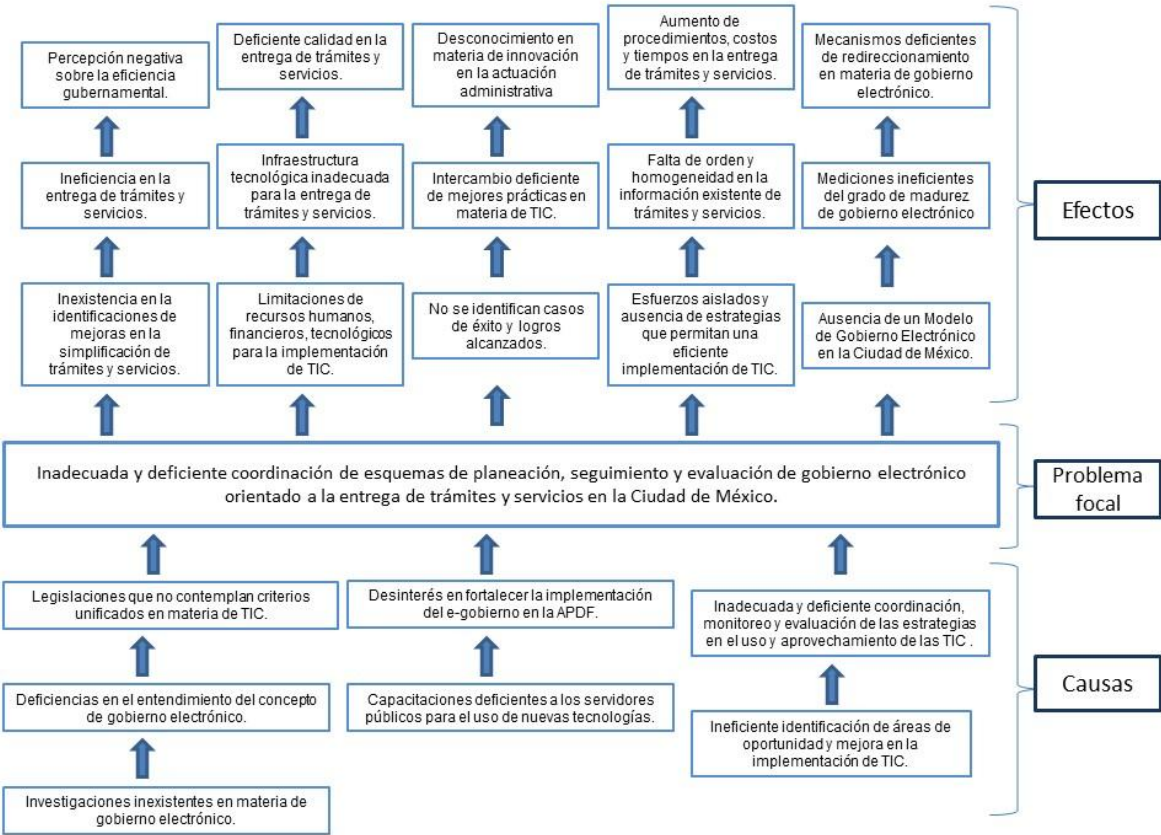 Percepción negativa
sobre la eficiencia
gubernamental.
Deficiente calidad en la
entrega de trámites y
servicios.
Desconocimiento en
materia de innovación
en la actuación
administrativa
Aumento de
procedimientos, costos
y tiempos en la entrega
de trámites y servicios.
Mecanismos deficientes
de redireccionamiento
en materia de gobierno
electrónico.
Ineficiencia en la
entrega de trámites y
servicios.
Infraestructura
tecnológica inadecuada
para la entrega de
trámites y servicios.
Intercambio deficiente
de mejores prácticas en
materia de TIC.
Falta de orden y
homogeneidad en la
información existente de
trámites y servicios.
Mediciones ineficientes
del grado de madurez
de gobierno electrónico
Efectos
Inexistencia en la
identificaciones de
mejoras en la
simplificación de
trámites y servicios.
Limitaciones de
recursos humanos,
financieros, tecnológicos
para la implementación
de TIC.
No se identifican casos
de éxito y logros
alcanzados.
Esfuerzos aislados y
ausencia de estrategias
que permitan una
eficiente
implementación de TIC.
Ausencia de un Modelo
de Gobierno Electrónico
en la Ciudad de México.
Inadecuada y deficiente coordinación de esquemas de planeación, seguimiento y evaluación de gobierno electrónico
orientado a la entrega de trámites y servicios en la Ciudad de México.
Problema
focal
Legislaciones que no contemplan criterios
unificados en materia de TIC.
Desinterés en fortalecer la implementación
del e-gobierno en la APDF.
Inadecuada y deficiente coordinación,
monitoreo y evaluación de las estrategias
en el uso y aprovechamiento de las TIC .
Causas
Deficiencias en el entendimiento del concepto
de gobierno electrónico.
Capacitaciones deficientes a los servidores
públicos para el uso de nuevas tecnologías.
Ineficiente identificación de áreas de
oportunidad y mejora en la
implementación de TIC.
Investigaciones inexistentes en materia de
gobierno electrónico.